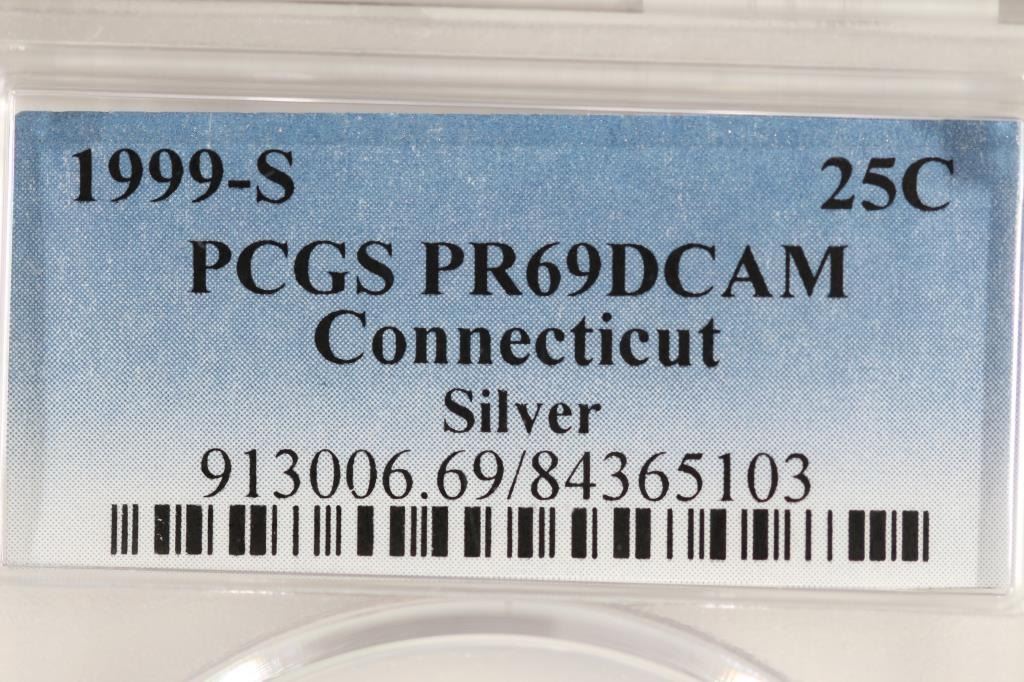 1999-S 25C
PCGS PR69DCAM
Connecticut
Silver
913006.69/84365103